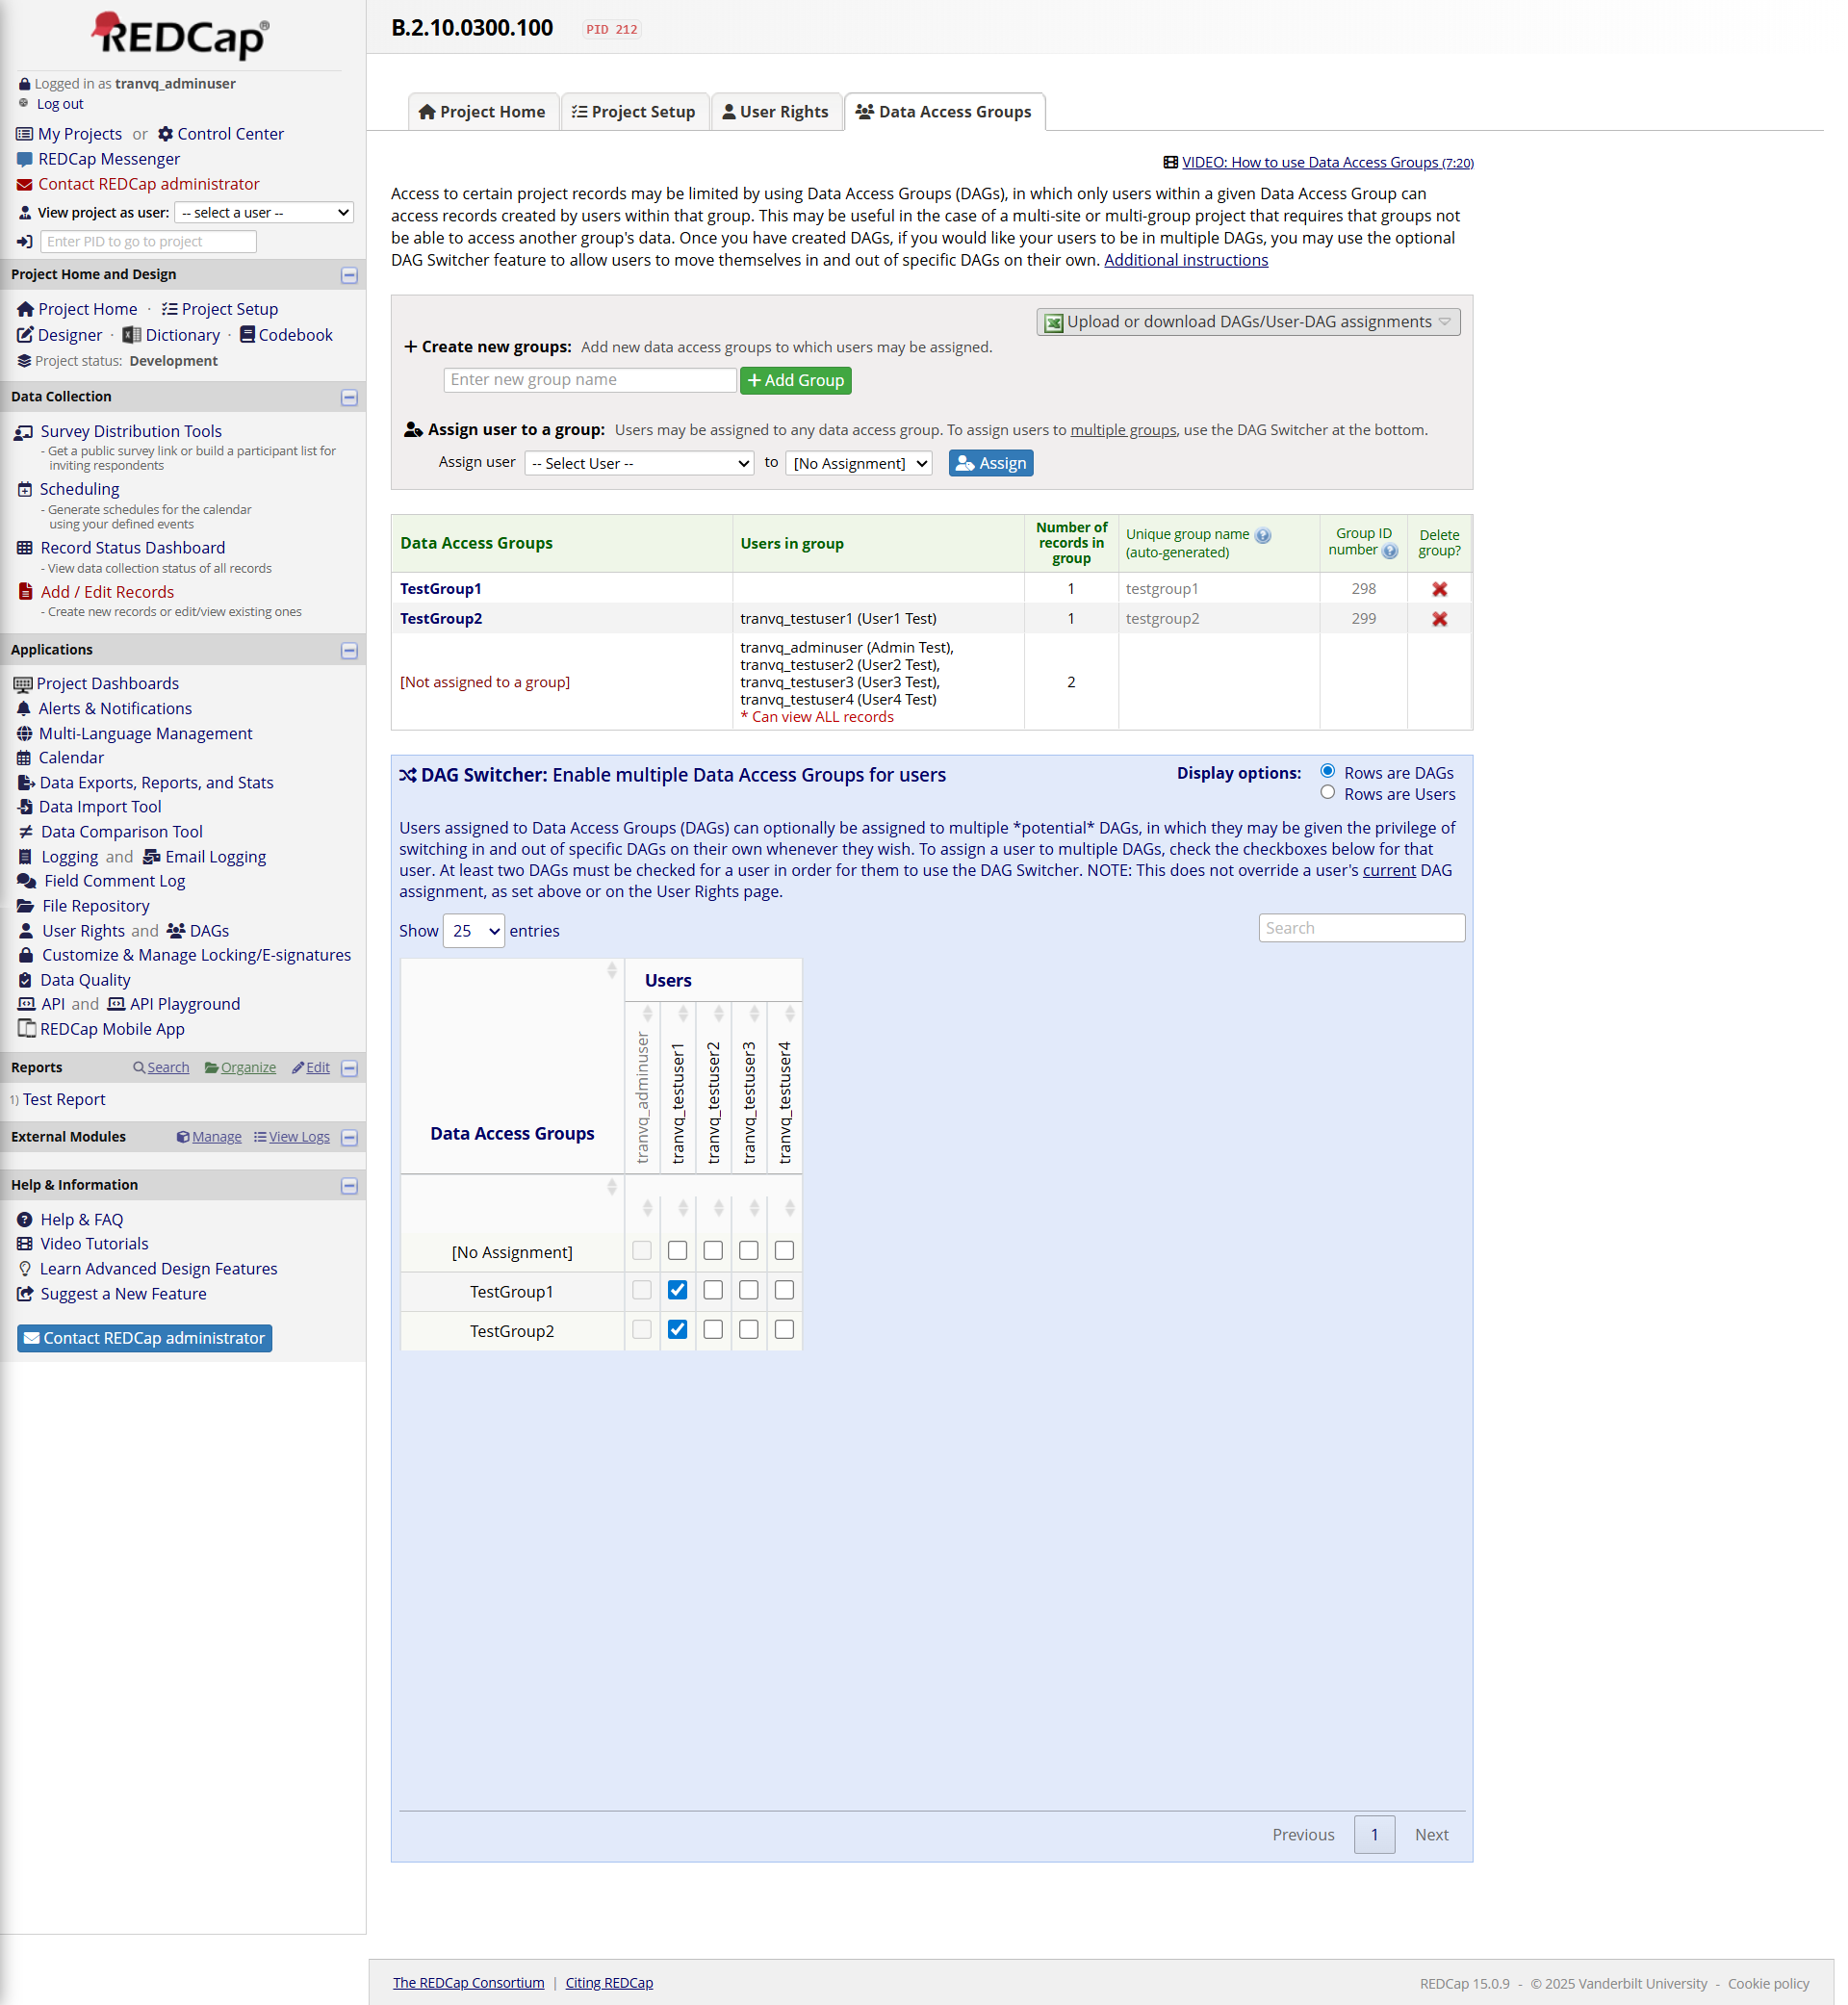 REDCap®
Logged in as tranvq_adminuser
Log out
My Projects or Control Center
REDCap Messenger
Contact REDCap administrator
View project as user: -- select a user --
Enter PID to go to project
Project Home and Design
Project Home · Project Setup
Designer · Dictionary · Codebook
Project status: Development
Data Collection
Survey Distribution Tools
- Get a public survey link or build a participant list for
inviting respondents
Scheduling
- Generate schedules for the calendar
using your defined events
Record Status Dashboard
- View data collection status of all records
Add / Edit Records
- Create new records or edit/view existing ones
Applications
Project Dashboards
Alerts & Notifications
Multi-Language Management
Calendar
Data Exports, Reports, and Stats
Data Import Tool
Data Comparison Tool
Logging and Email Logging
Field Comment Log
File Repository
User Rights and DAGs
Customize & Manage Locking/E-signatures
Data Quality
API and API Playground
REDCap Mobile App
Reports Search Organize Edit
1) Test Report
External Modules Manage View Logs
Help & Information
Help & FAQ
Video Tutorials
Learn Advanced Design Features
Suggest a New Feature
Contact REDCap administrator
B.2.10.0300.100 PID 212
Project Home Project Setup User Rights Data Access Groups
VIDEO: How to use Data Access Groups (7:20)
Access to certain project records may be limited by using Data Access Groups (DAGs), in which only users within a given Data Access Group can
access records created by users within that group. This may be useful in the case of a multi-site or multi-group project that requires that groups not
be able to access another group's data. Once you have created DAGs, if you would like your users to be in multiple DAGs, you may use the optional
DAG Switcher feature to allow users to move themselves in and out of specific DAGs on their own. Additional instructions
Upload or download DAGs/User-DAG assignments
Create new groups: Add new data access groups to which users may be assigned.
Enter new group name + Add Group
Assign user to a group: Users may be assigned to any data access group. To assign users to multiple groups, use the DAG Switcher at the bottom.
Assign user -- Select User -- to [No Assignment] Assign
Data Access Groups Users in group Number of records in group Unique group name (auto-generated) Group ID number Delete group?
TestGroup1 1 testgroup1 298
TestGroup2 tranvq_testuser1 (User1 Test) 1 testgroup2 299
[Not assigned to a group] tranvq_adminuser (Admin Test),
tranvq_testuser2 (User2 Test),
tranvq_testuser3 (User3 Test), 2
tranvq_testuser4 (User4 Test)
* Can view ALL records
DAG Switcher: Enable multiple Data Access Groups for users
Display options: Rows are DAGs
Rows are Users
Users assigned to Data Access Groups (DAGs) can optionally be assigned to multiple *potential* DAGs, in which they may be given the privilege of
switching in and out of specific DAGs on their own whenever they wish. To assign a user to multiple DAGs, check the checkboxes below for that
user. At least two DAGs must be checked for a user in order for them to use the DAG Switcher. NOTE: This does not override a user's current DAG
assignment, as set above or on the User Rights page.
Show 25 entries Search
Users
Data Access Groups
tranvq_adminuser
tranvq_testuser1
tranvq_testuser2
tranvq_testuser3
tranvq_testuser4
[No Assignment]
TestGroup1
TestGroup2
Previous 1 Next
The REDCap Consortium | Citing REDCap
REDCap 15.0.9 - © 2025 Vanderbilt University - Cookie policy